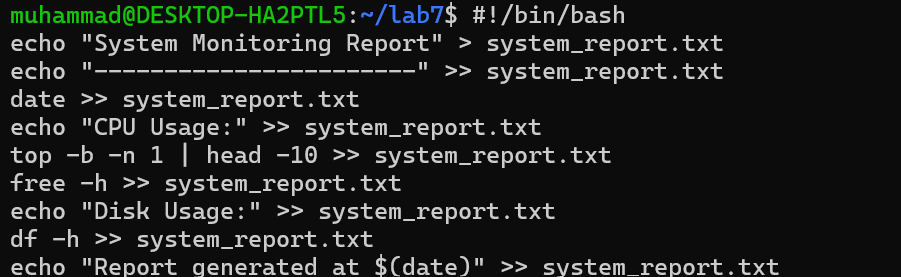 muhammad@DESKTOP-HA2PTL5:~/lab7$ #!/bin/bash
echo "System Monitoring Report" > system_report.txt
echo "-----------------------" >> system_report.txt
date >> system_report.txt
echo "CPU Usage:" >> system_report.txt
top -b -n 1 | head -10 >> system_report.txt
free -h >> system_report.txt
echo "Disk Usage:" >> system_report.txt
df -h >> system_report.txt
echo "Report generated at $(date)" >> system_report.txt